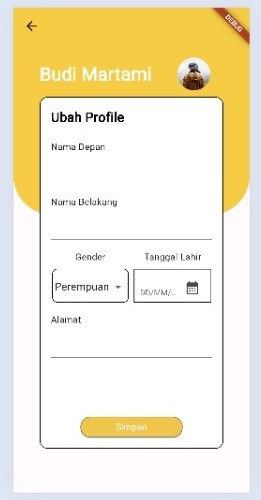 DEBUG
Budi Martami
Ubah Profile
Nama Depan
Nama Belakang
Gender
Tanggal Lahir
Perempuan
DD/MM/..
Alamat
Simpan